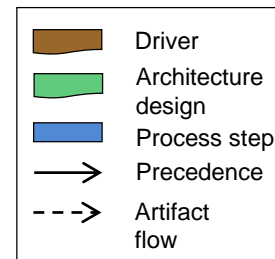 Driver
Architecture
design
Process step
Precedence
Artifact
flow